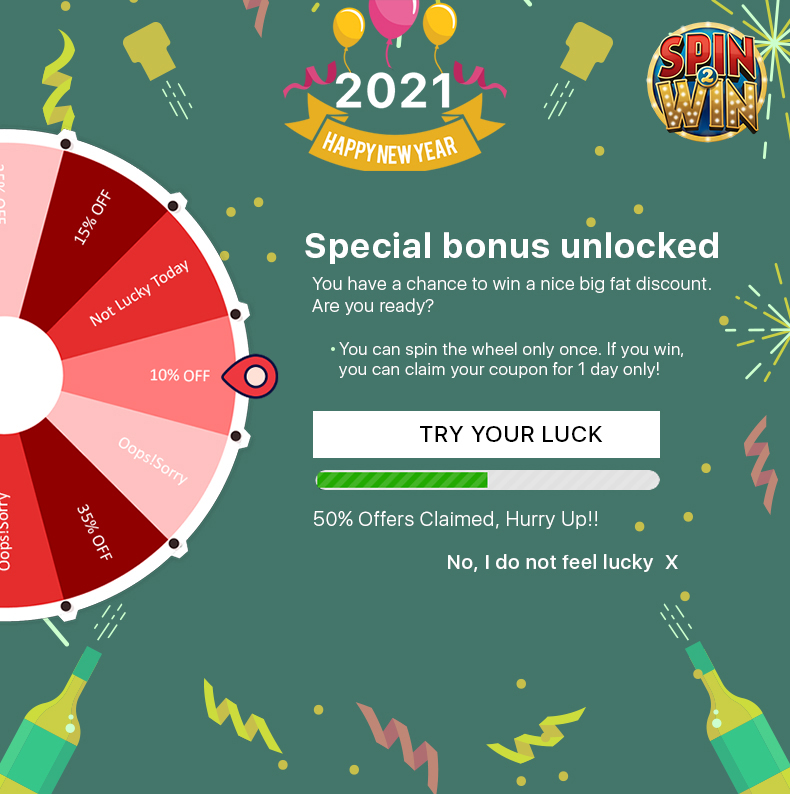 2021
HAPPY NEW YEAR
SPIN
2
WIN
25% OFF
15% OFF
Not Lucky Today
10% OFF
Oops!Sorry
35% OFF
Oops!Sorry
Special bonus unlocked
You have a chance to win a nice big fat discount.
Are you ready?
• You can spin the wheel only once. If you win,
you can claim your coupon for 1 day only!
TRY YOUR LUCK
50% Offers Claimed, Hurry Up!!
No, I do not feel lucky X